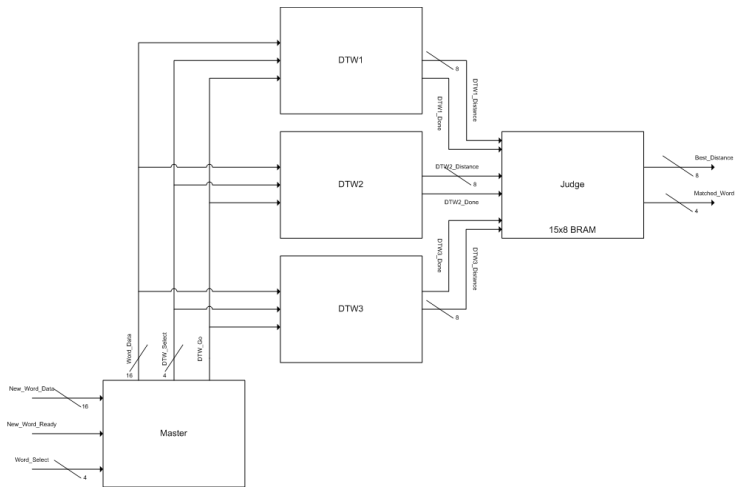 DTW1
8
DTW1_Distance
DTW1_Done
DTW2
DTW2_Distance
8
DTW2_Done
Judge
15x8 BRAM
Best_Distance
8
Matched_Word
4
DTW3
DTW3_Done
DTW3_Distance
8
Word_Data
16
DTW_Select
4
DTW_Go
New_Word_Data
16
New_Word_Ready
Master
Word_Select
4